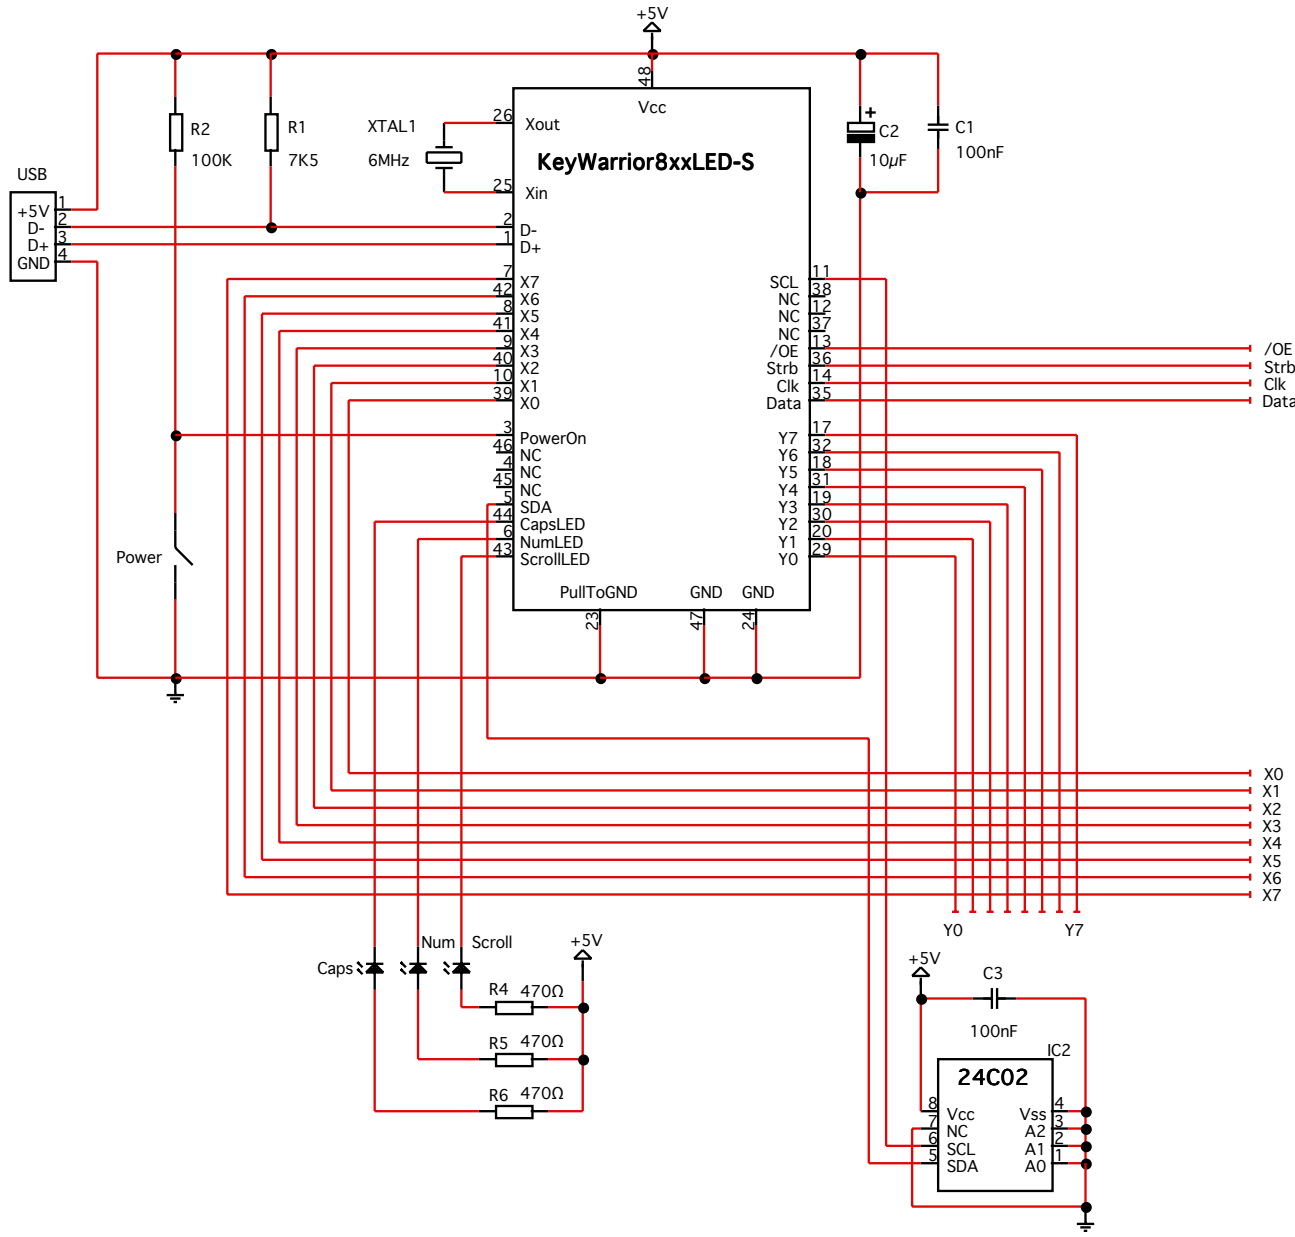 +5V
48
Vcc
26
Xout
XTAL1
6MHz
KeyWarrior8xxLED-S
25
Xin
R2
100K
R1
7K5
C2
10µF
C1
100nF
USB
+5V 1
D- 2
D+ 3
GND 4
2 D-
1 D+
7 X7
42 X6
8 X5
41 X4
9 X3
40 X2
10 X1
39 X0
3 PowerOn
46 NC
4 NC
45 NC
5 SDA
44 CapsLED
6 NumLED
43 ScrollLED
SCL 11
NC 38
NC 12
NC 37
/OE 13
Strb 36
Clk 14
Data 35
Y7 17
Y6 32
Y5 18
Y4 31
Y3 19
Y2 30
Y1 20
Y0 29
/OE
Strb
Clk
Data
Power
PullToGND
GND
GND
23
47
24
X0
X1
X2
X3
X4
X5
X6
X7
Y0
Y7
Caps
Num
Scroll
+5V
R4 470Ω
R5 470Ω
R6 470Ω
+5V
C3
100nF
IC2
24C02
8 Vcc
7 NC
6 SCL
5 SDA
Vss 4
A2 3
A1 2
A0 1